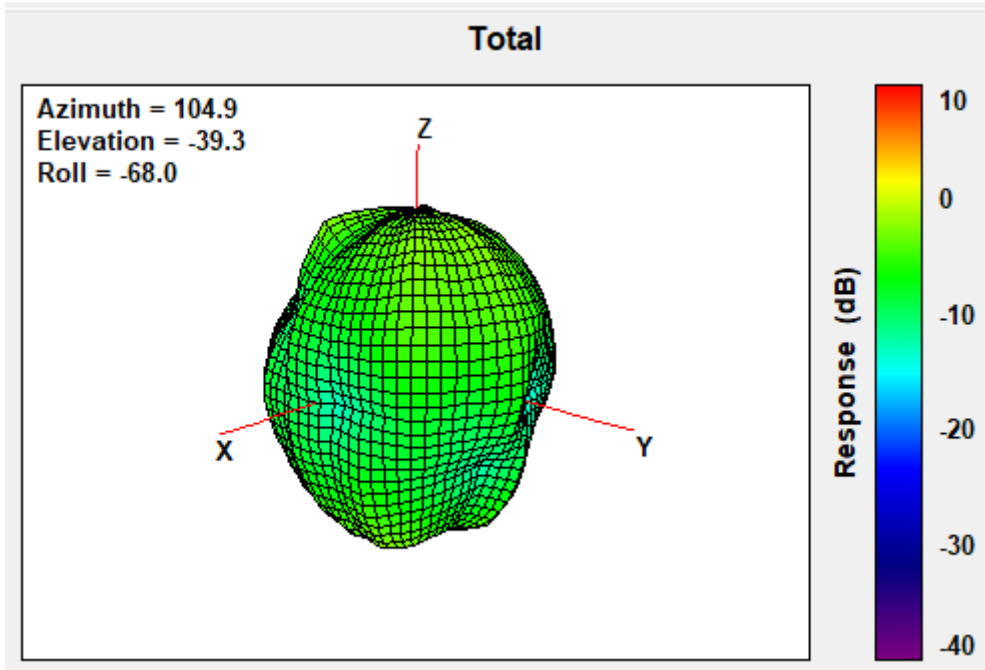 Total
Azimuth = 104.9
Elevation = -39.3
Roll = -68.0
Z
X
Y
10
0
-10
-20
-30
-40
Response (dB)